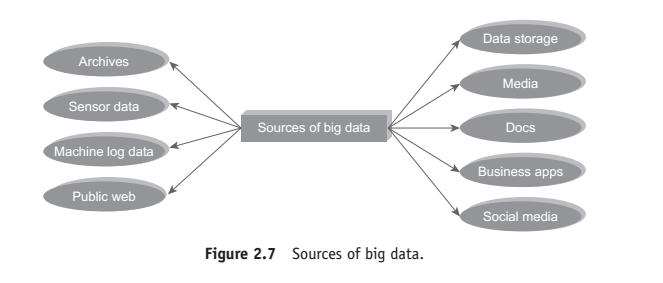 Archives
Sensor data
Machine log data
Public web
Sources of big data
Data storage
Media
Docs
Business apps
Social media
Figure 2.7 Sources of big data.